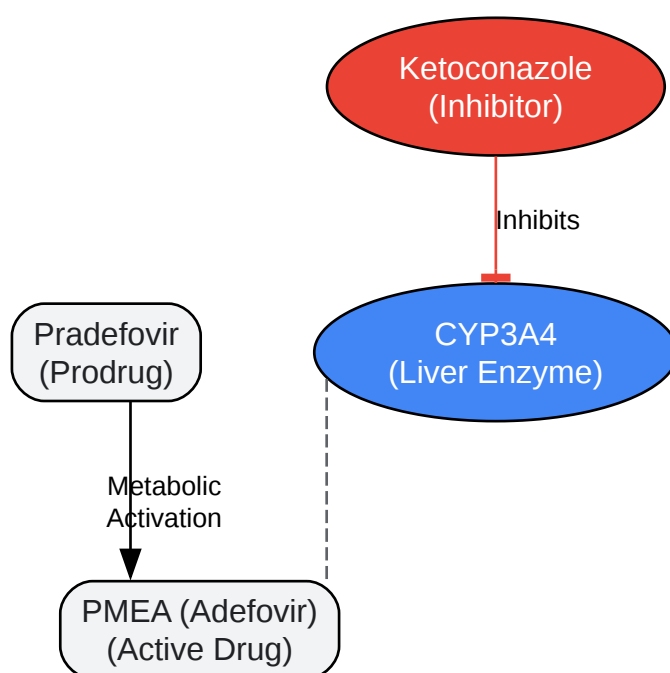 Ketoconazole
(Inhibitor)
Inhibits
CYP3A4
(Liver Enzyme)
Pradefovir
(Prodrug)
Metabolic
Activation
PMEA (Adefovir)
(Active Drug)